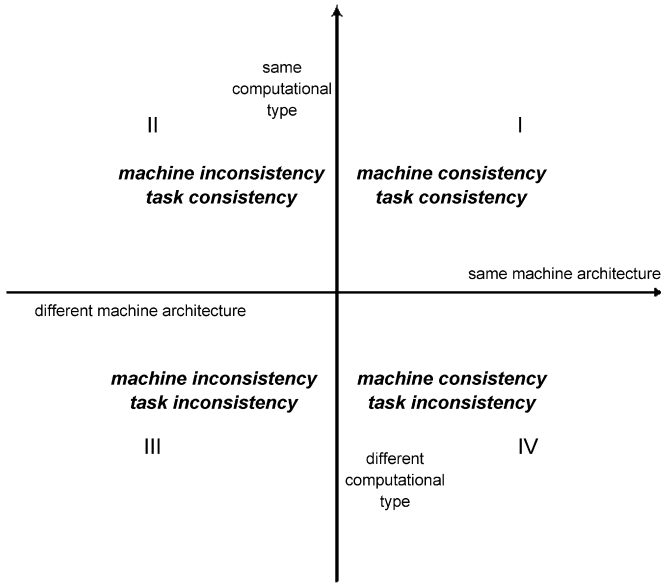 same
computational
type
II
I
machine inconsistency
task consistency
machine consistency
task consistency
same machine architecture
different machine architecture
machine inconsistency
task inconsistency
machine consistency
task inconsistency
III
IV
different
computational
type